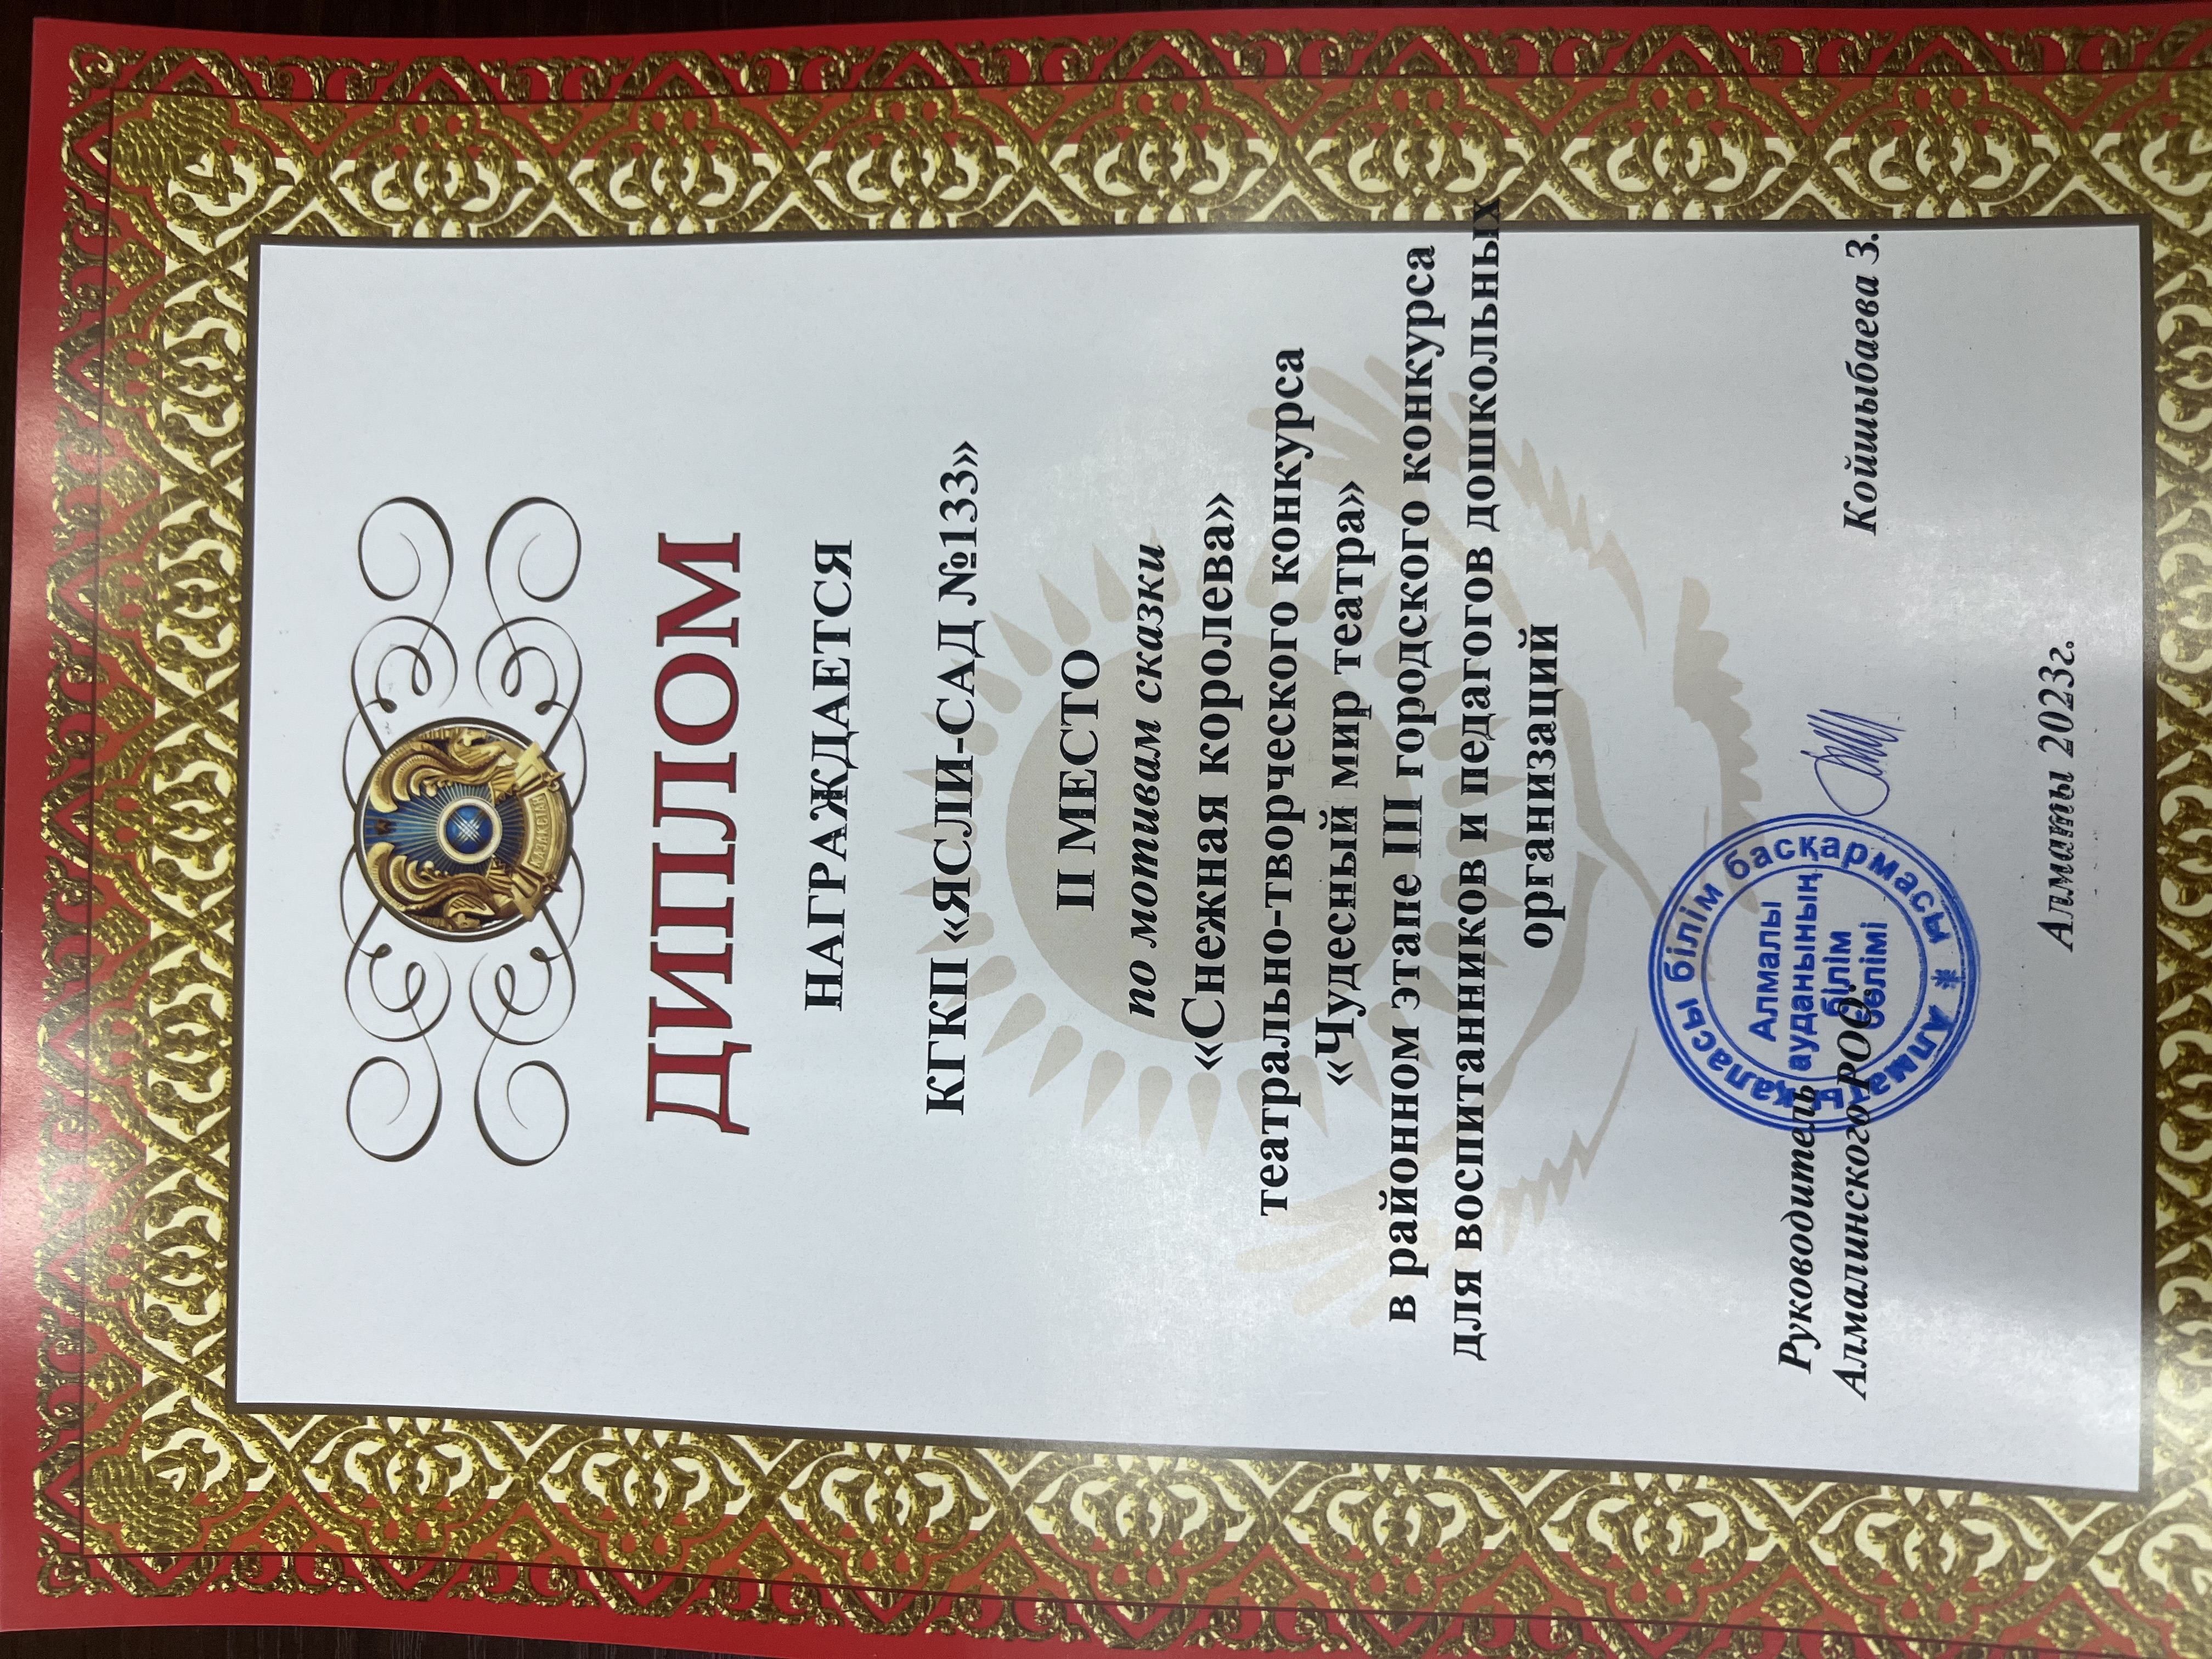 ҚАЗАҚСТАН
ДИПЛОМ
НАГРАЖДАЕТСЯ
КГКП «ЯСЛИ-САД №133»
II МЕСТО
по мотивам сказки
«Снежная королева»
театрально-творческого конкурса
«Чудесный мир театра»
в районном этапе III городского конкурса
для воспитанников и педагогов дошкольных
организаций
Алматы қаласы білім басқармасы
Алмалы
ауданының
білім
бөлімі
Руководитель
Алмалинского РОО:
Койшыбаева З.
Алматы 2023г.